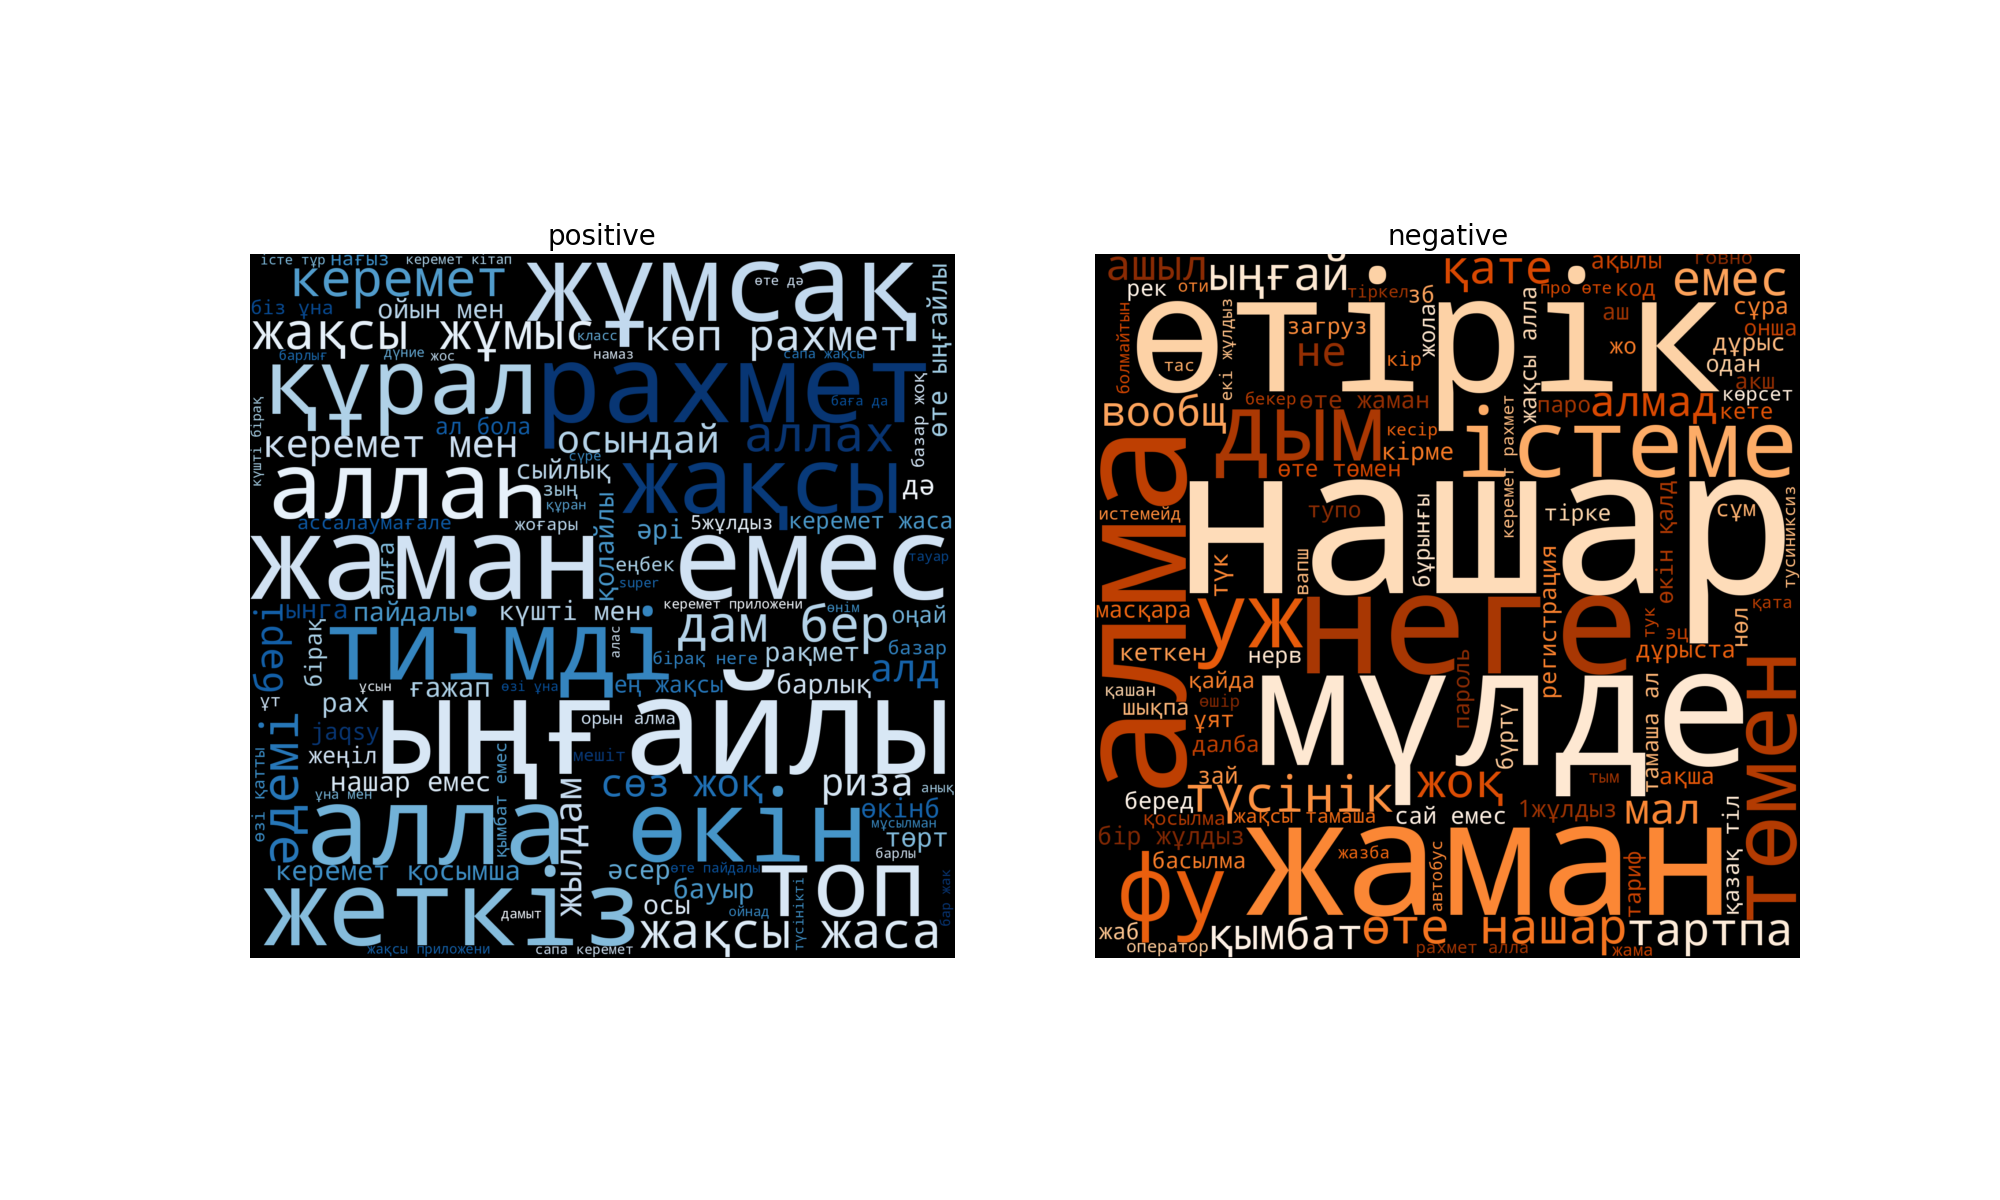 positive
істе тұр
нағыз
керемет кітап
керемет
жұмсақ
өте дә
біз ұна
ойын мен
жақсы жұмыс
класс
көп рахмет
өте ыңғайлы
барлығ
дүние
жос
намаз
сапа жақсы
құрал
рахмет
баға да
күшті бірақ
ал бола
керемет мен
осындай
аллах
базар жоқ
аллаһ
сүре
сыйлық
зың
құран
жақсы
дә
ассалаумағале
жоғары
қолайлы
әрі
5жұлдыз
керемет жаса
жаман
алға
еңбек
super
емес
тауар
ыңға
пайдалы
күшті мен
керемет приложени
өнім
оңай
бәрі
бірақ
тиімді
алас
дам бер
бірақ неге
рақмет
базар
алд
ұсын
ғажап
өзі ұна
ең жақсы
барлық
ұт
рах
ыңғайлы
орын алма
әдемі
jaqsy
жеңіл
мешіт
өзі қатты
нашар емес
қымбат емес
жылдам
сөз жоқ
риза
анық
ұна мен
алла
өкін
өкінб
мұсылман
төрт
барлы
керемет қосымша
әсер
өте пайдалы
бауыр
топ
бар жак
жеткіз
дамыт
осы
ойнад
түсінікті
жақсы жаса
жақсы приложени
сапа керемет
negative
ашыл
ыңғай
қате
ақылы
говно
емес
рек
оти
тіркел
зб
про өте
код
сұра
болмайтын
өтірік
екі жұлдыз
загруз
жола
жақсы алла
аш
онша
не
кір
жо
дұрыс
тас
одан
ақш
көрсет
бекер
өте жаман
паро
алмад
кете
вообщ
дым
кесір
кірме
істеме
өте төмен
керемет рахмет
алма
нашар
истемейд
тупо
тірке
сұм
тусиниксиз
бұрынғы
түк
вапш
регистрация
өкін қалд
масқара
уж
неге
тук
эц
нөл
қата
кеткен
нерв
дұрыста
қашан
шықпа
қайда
өшір
ұят
мүлде
пароль
бүртү
тамаша ал
төмен
далба
зай
түсінік
жоқ
тым
ақша
беред
қосылма
жақсы тамаша
сай емес
1жұлдыз
мал
қазақ тіл
бір жұлдыз
басылма
жаман
жазба
автобус
тариф
фу
жаб
оператор
қымбат
өте нашар
тартпа
рахмет алла
жама